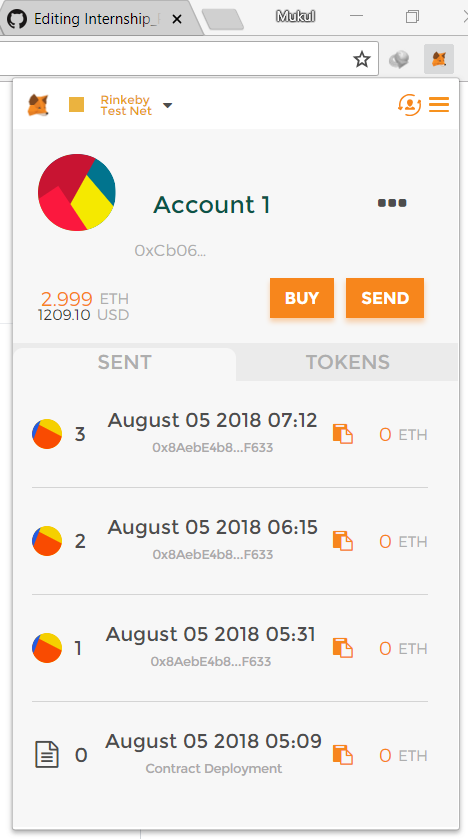 Editing Internship_
Mukul
Rinkeby
Test Net
Account 1
0xCb06...
2.999 ETH
1209.10 USD
BUY
SEND
SENT
TOKENS
3
August 05 2018 07:12
0x8AebE4b8...F633
0 ETH
2
August 05 2018 06:15
0x8AebE4b8...F633
0 ETH
1
August 05 2018 05:31
0x8AebE4b8...F633
0 ETH
0
August 05 2018 05:09
Contract Deployment
0 ETH